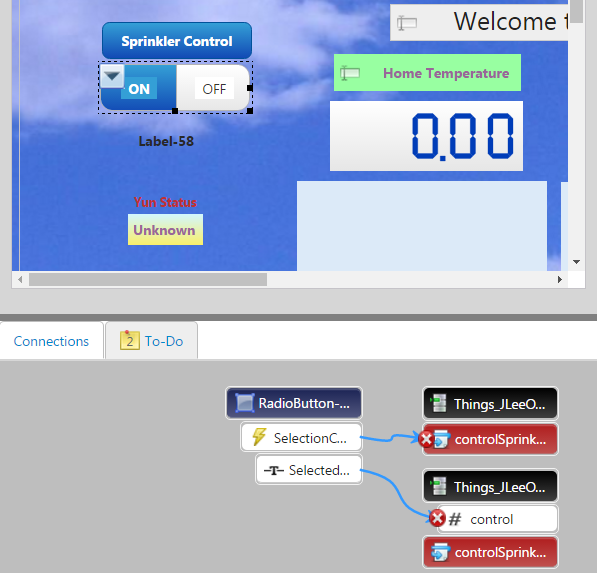 Welcome t
Sprinkler Control
Home Temperature
ON OFF
0.00
Label-58
Yun Status
Unknown
Connections 2 To-Do
RadioButton-... Things_JLeeO...
SelectionC... controlSprink...
Selected... Things_JLeeO...
# control
controlSprink...